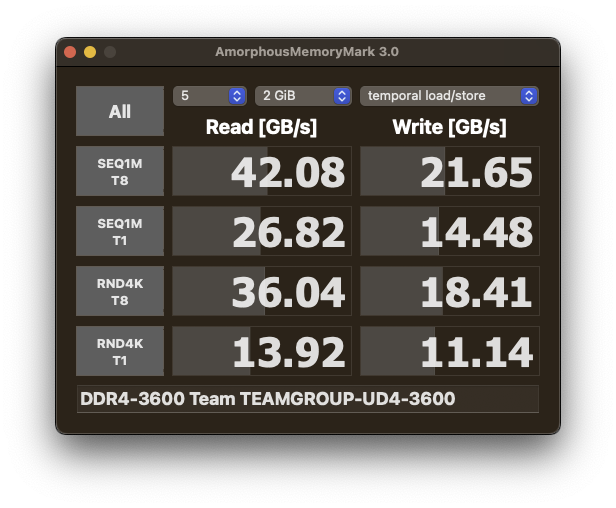 AmorphousMemoryMark 3.0
All
5
2 GiB
temporal load/store
Read [GB/s]
Write [GB/s]
SEQ1M
T8
42.08
21.65
SEQ1M
T1
26.82
14.48
RND4K
T8
36.04
18.41
RND4K
T1
13.92
11.14
DDR4-3600 Team TEAMGROUP-UD4-3600